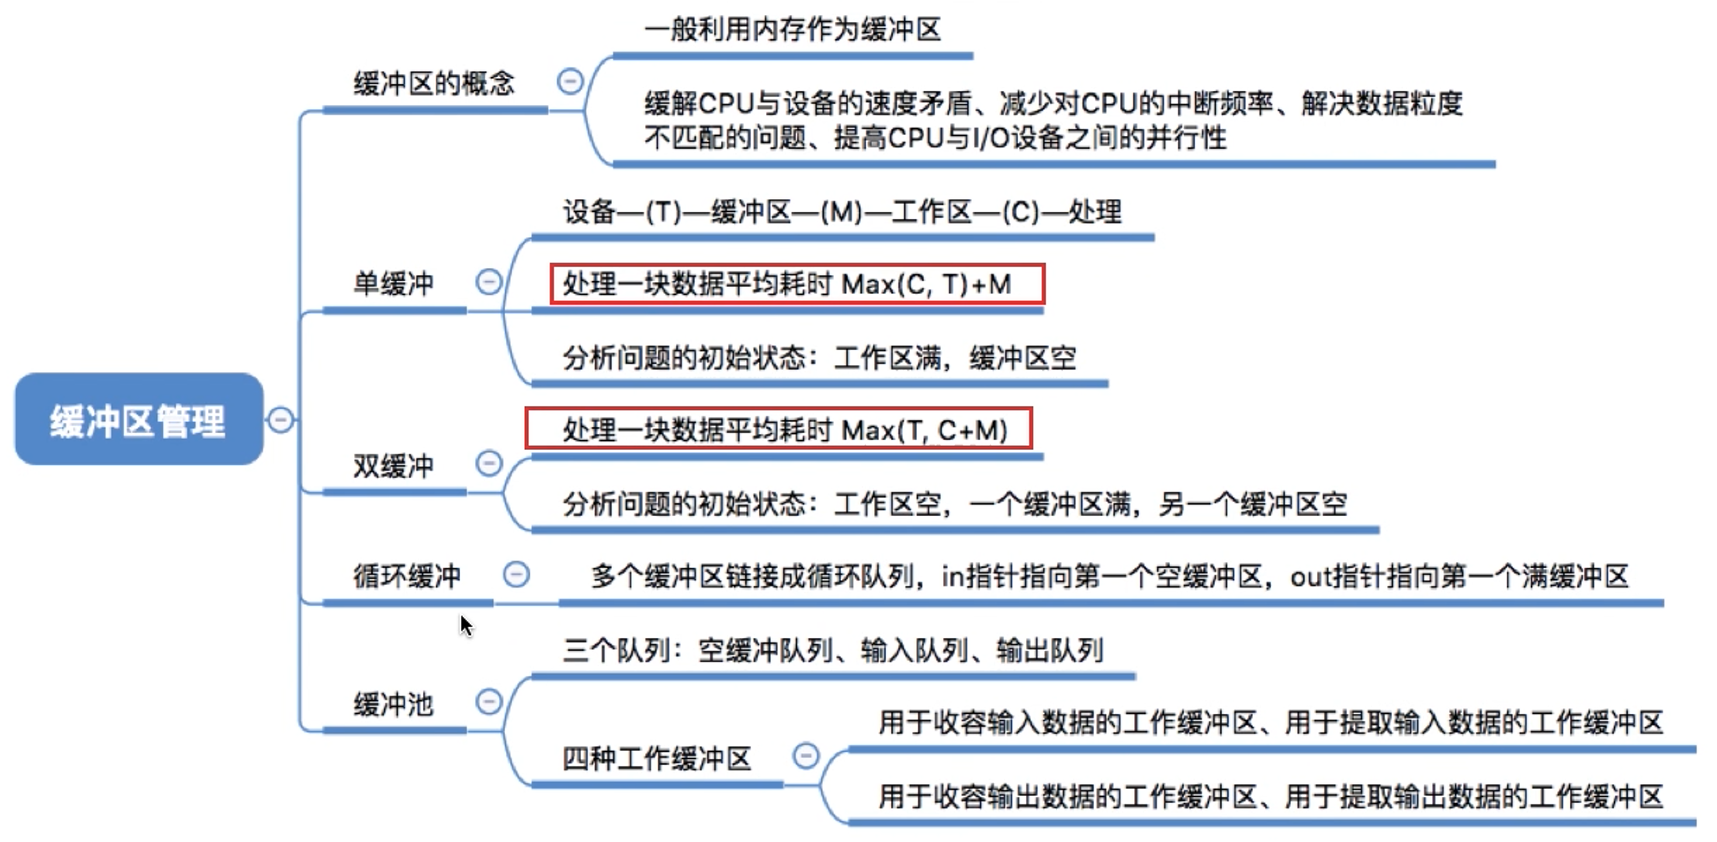 缓冲区管理
缓冲区的概念
一般利用内存作为缓冲区
缓解CPU与设备的速度矛盾、减少对CPU的中断频率、解决数据粒度
不匹配的问题、提高CPU与I/O设备之间的并行性
单缓冲
设备—(T)—缓冲区—(M)—工作区—(C)—处理
处理一块数据平均耗时 Max(C, T)+M
分析问题的初始状态：工作区满，缓冲区空
双缓冲
处理一块数据平均耗时 Max(T, C+M)
分析问题的初始状态：工作区空，一个缓冲区满，另一个缓冲区空
循环缓冲
多个缓冲区链接成循环队列，in指针指向第一个空缓冲区，out指针指向第一个满缓冲区
缓冲池
三个队列：空缓冲队列、输入队列、输出队列
四种工作缓冲区
用于收容输入数据的工作缓冲区、用于提取输入数据的工作缓冲区
用于收容输出数据的工作缓冲区、用于提取输出数据的工作缓冲区